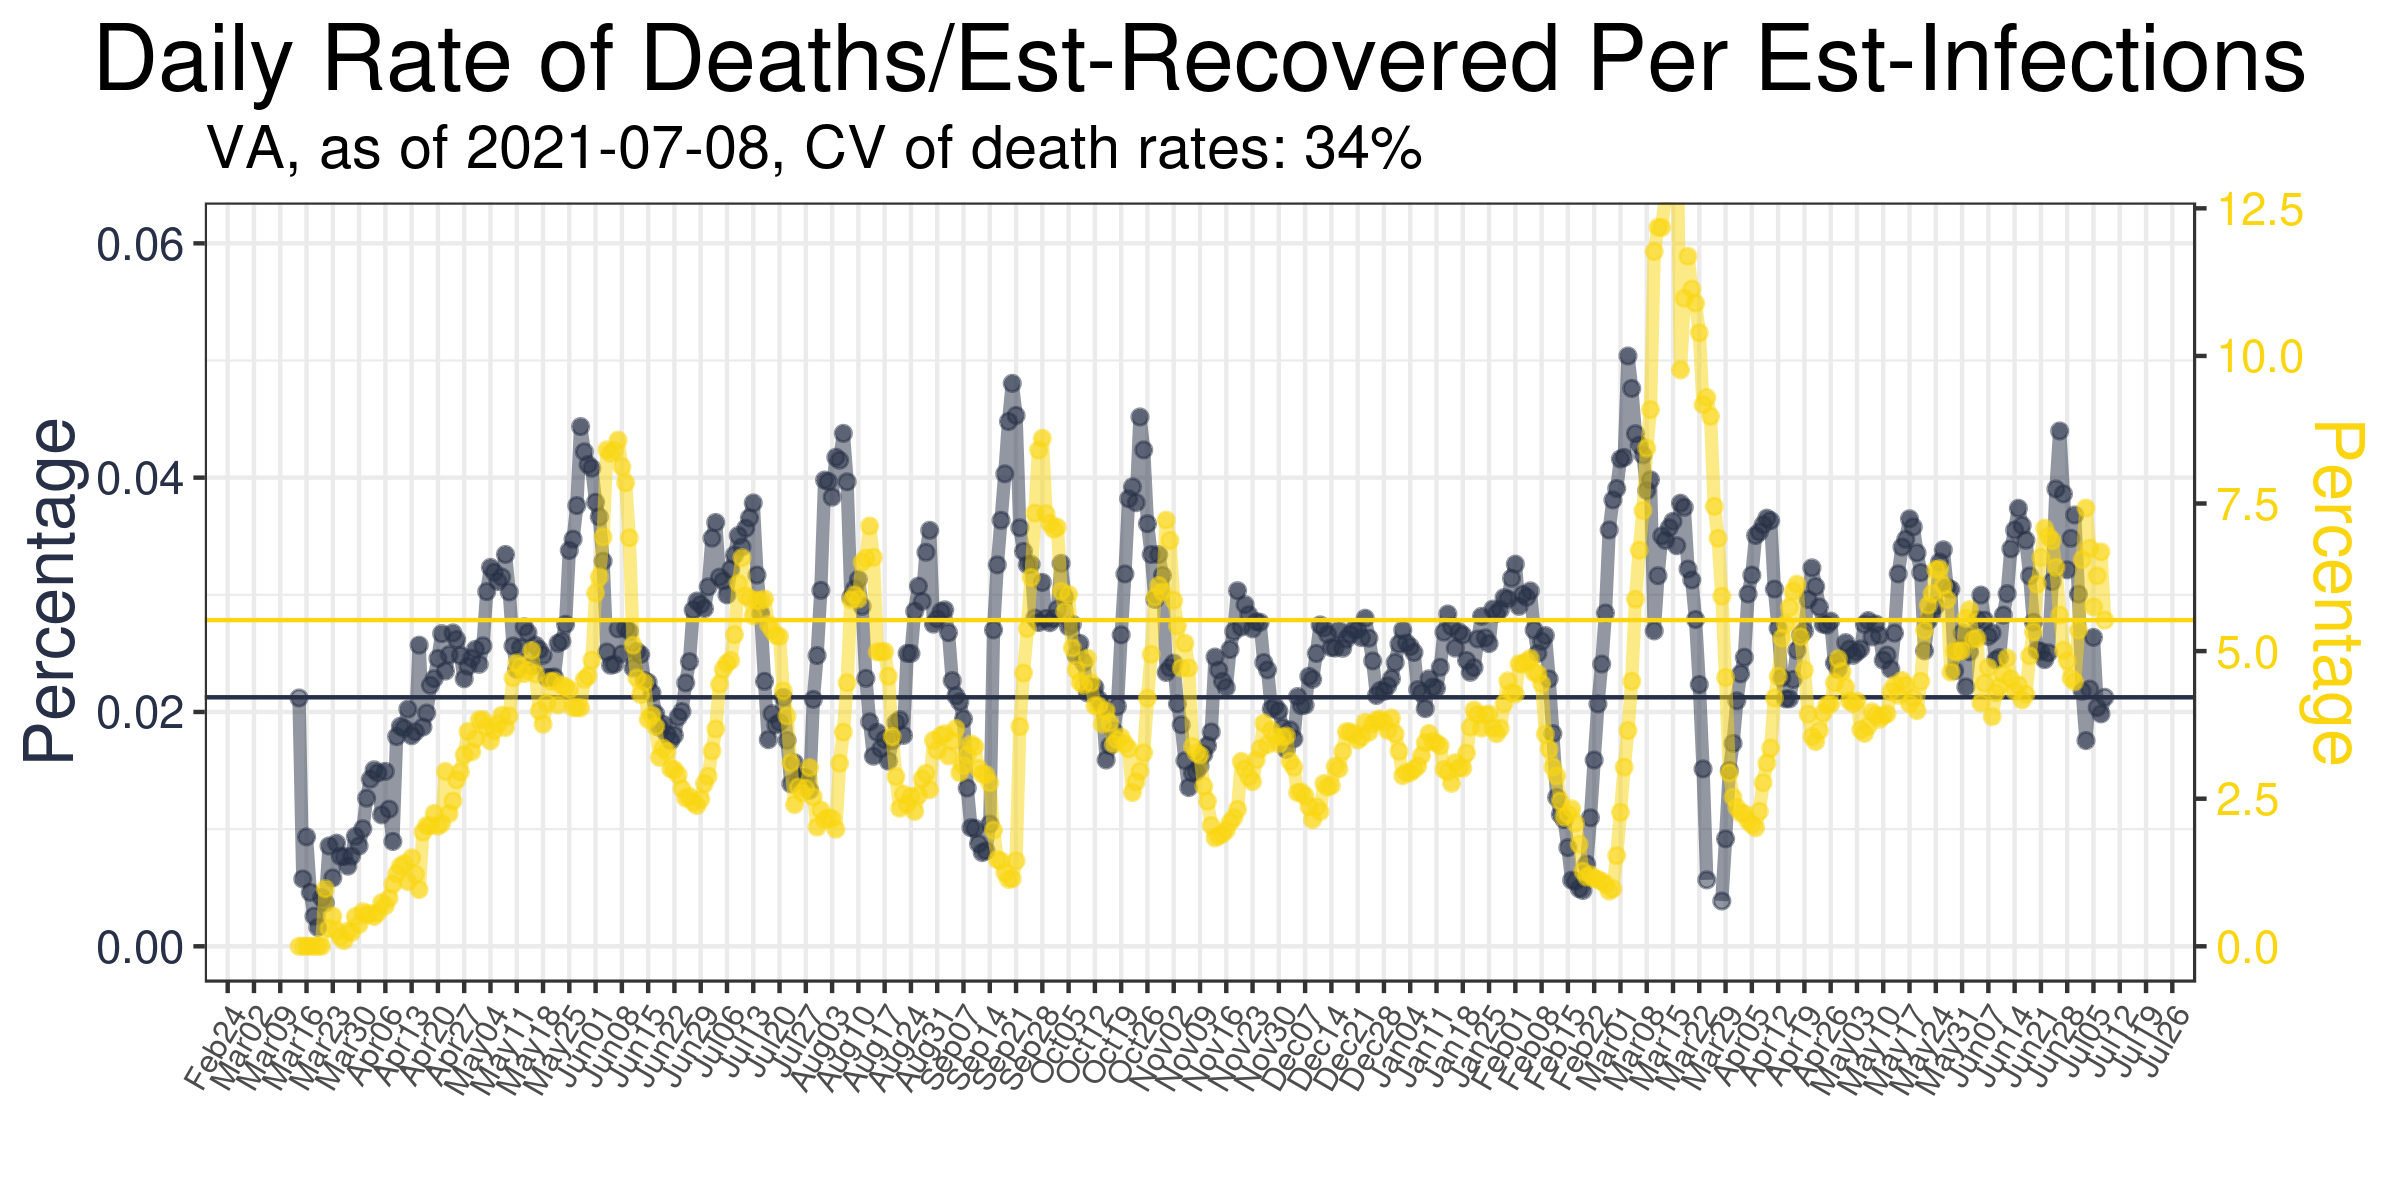 Daily Rate of Deaths/Est-Recovered Per Est-Infections
VA, as of 2021-07-08, CV of death rates: 34%
Percentage
0.06
0.04
0.02
0.00
12.5
10.0
7.5
5.0
2.5
0.0
Percentage
Feb24
Mar02
Mar09
Mar16
Mar23
Mar30
Apr06
Apr13
Apr20
Apr27
May04
May11
May18
May25
Jun01
Jun08
Jun15
Jun22
Jun29
Jul06
Jul13
Jul20
Jul27
Aug03
Aug10
Aug17
Aug24
Aug31
Sep07
Sep14
Sep21
Sep28
Oct05
Oct12
Oct19
Oct26
Nov02
Nov09
Nov16
Nov23
Nov30
Dec07
Dec14
Dec21
Dec28
Jan04
Jan11
Jan18
Jan25
Feb01
Feb08
Feb15
Feb22
Mar01
Mar08
Mar15
Mar22
Mar29
Apr05
Apr12
Apr19
Apr26
May03
May10
May17
May24
May31
Jun07
Jun14
Jun21
Jun28
Jul05
Jul12
Jul19
Jul26